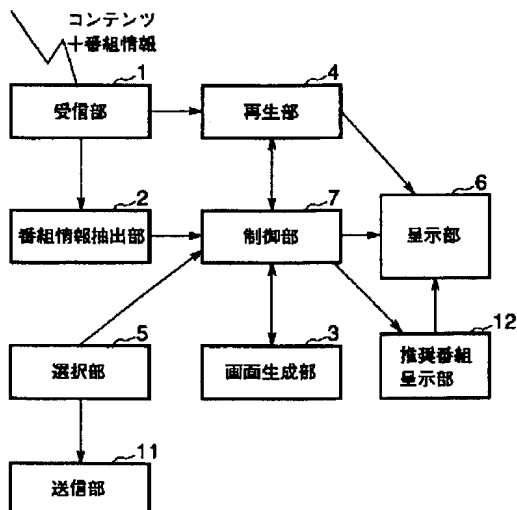 コンテンツ
＋番組情報
1
受信部
4
再生部
2
番組情報抽出部
7
制御部
6
呈示部
5
選択部
3
画面生成部
12
推奨番組
呈示部
11
送信部